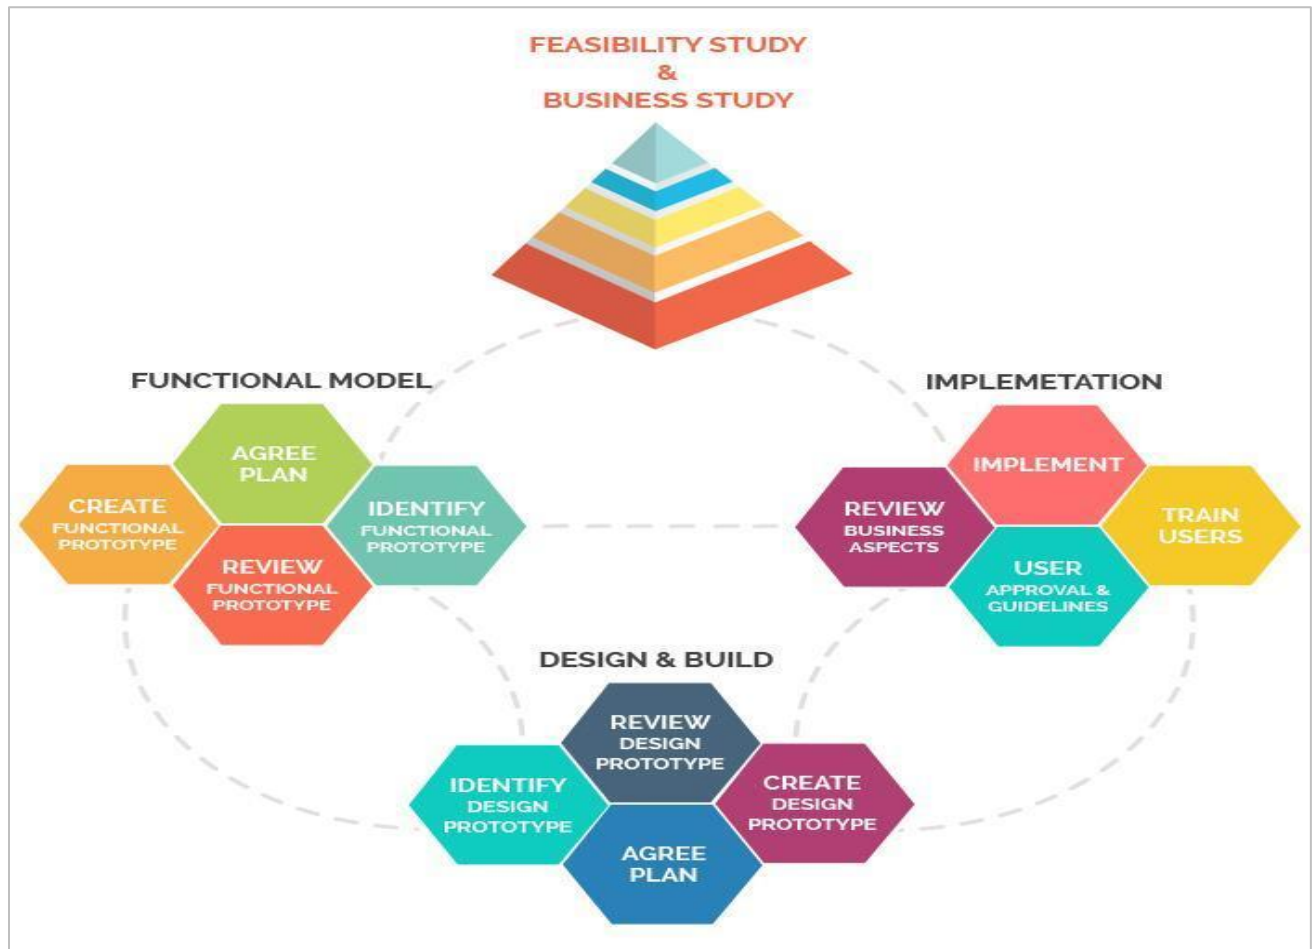 FEASIBILITY STUDY
&
BUSINESS STUDY
FUNCTIONAL MODEL
AGREE
PLAN
CREATE
FUNCTIONAL
PROTOTYPE
IDENTIFY
FUNCTIONAL
PROTOTYPE
REVIEW
FUNCTIONAL
PROTOTYPE
IMPLEMETATION
IMPLEMENT
REVIEW
BUSINESS
ASPECTS
TRAIN
USERS
USER
APPROVAL &
GUIDELINES
DESIGN & BUILD
REVIEW
DESIGN
PROTOTYPE
IDENTIFY
DESIGN
PROTOTYPE
CREATE
DESIGN
PROTOTYPE
AGREE
PLAN